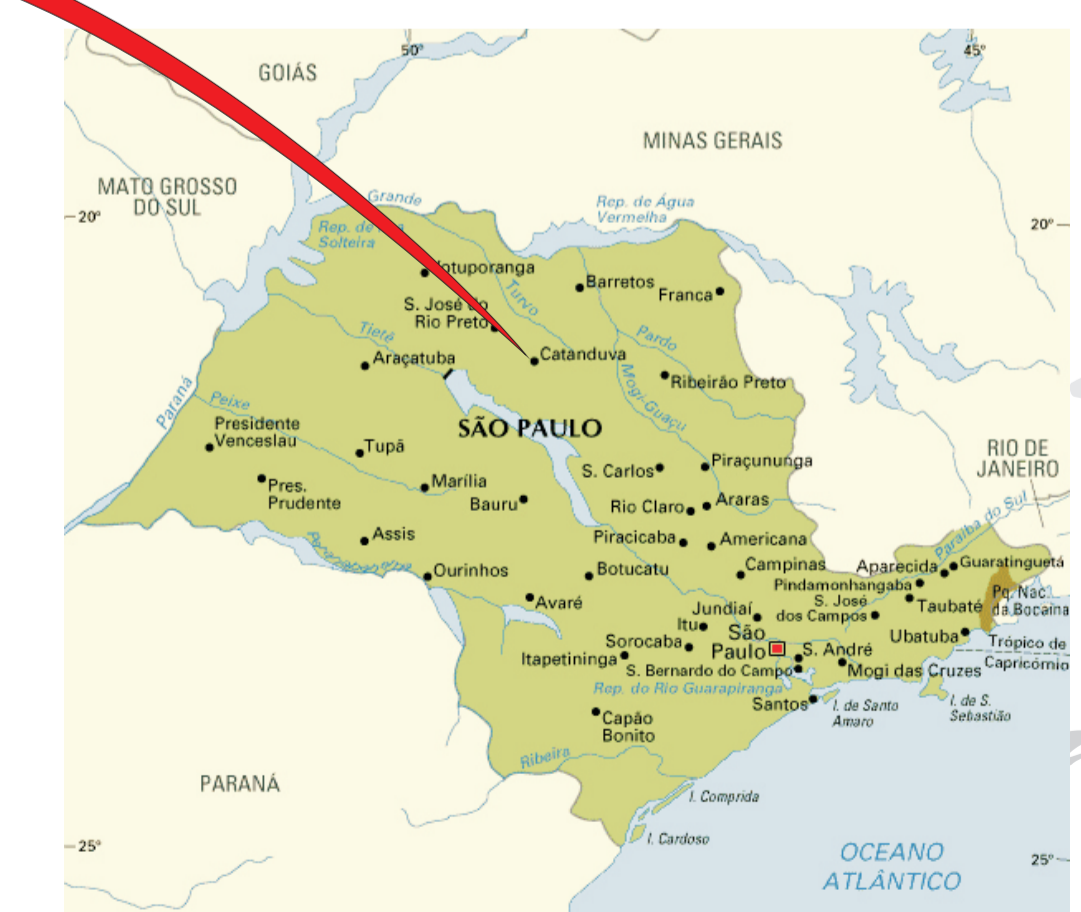 50°
45°
GOIÁS
MINAS GERAIS
MATO GROSSO
DO SUL
Grande
Rep. de Água
Vermelha
20°
20°
Rep. de
Solteira
otuporanga
Barretos
Franca
Turvo
S. José do
Rio Preto
Tietê
Pardo
Araçatuba
Catanduva
Mogi-Guaçu
Ribeirão Preto
Paraná
Peixe
SÃO PAULO
Presidente
Venceslau
Tupã
RIO DE
JANEIRO
S. Carlos
Piraçununga
Marília
Pres.
Prudente
Bauru
Rio Claro
Araras
Paraíba do Sul
Assis
Piracicaba
Americana
Paranapanema
Ourinhos
Botucatu
Campinas
Aparecida
Guaratinguetá
Pindamonhangaba
Pq. Nac.
da Bocaina
Avaré
Jundiaí
S. José
dos Campos
Taubaté
Itu
São
Paulo
Ubatuba
Trópico de
Capricómio
Sorocaba
S. André
Itapetininga
S. Bernardo do Campo
Mogi das Cruzes
Rep. do Rio Guarapiranga
Santos
I. de Santo
Amaro
I. de S.
Sebastião
Capão
Bonito
Ribeira
PARANÁ
I. Comprida
I. Cardoso
25°
OCEANO
ATLÂNTICO
25°